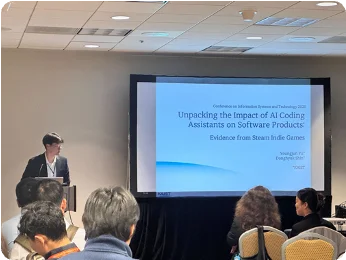 Conference on Information Systems and Technology 2025
Unpacking the Impact of AI Coding
Assistants on Software Products:
Evidence from Steam Indie Games